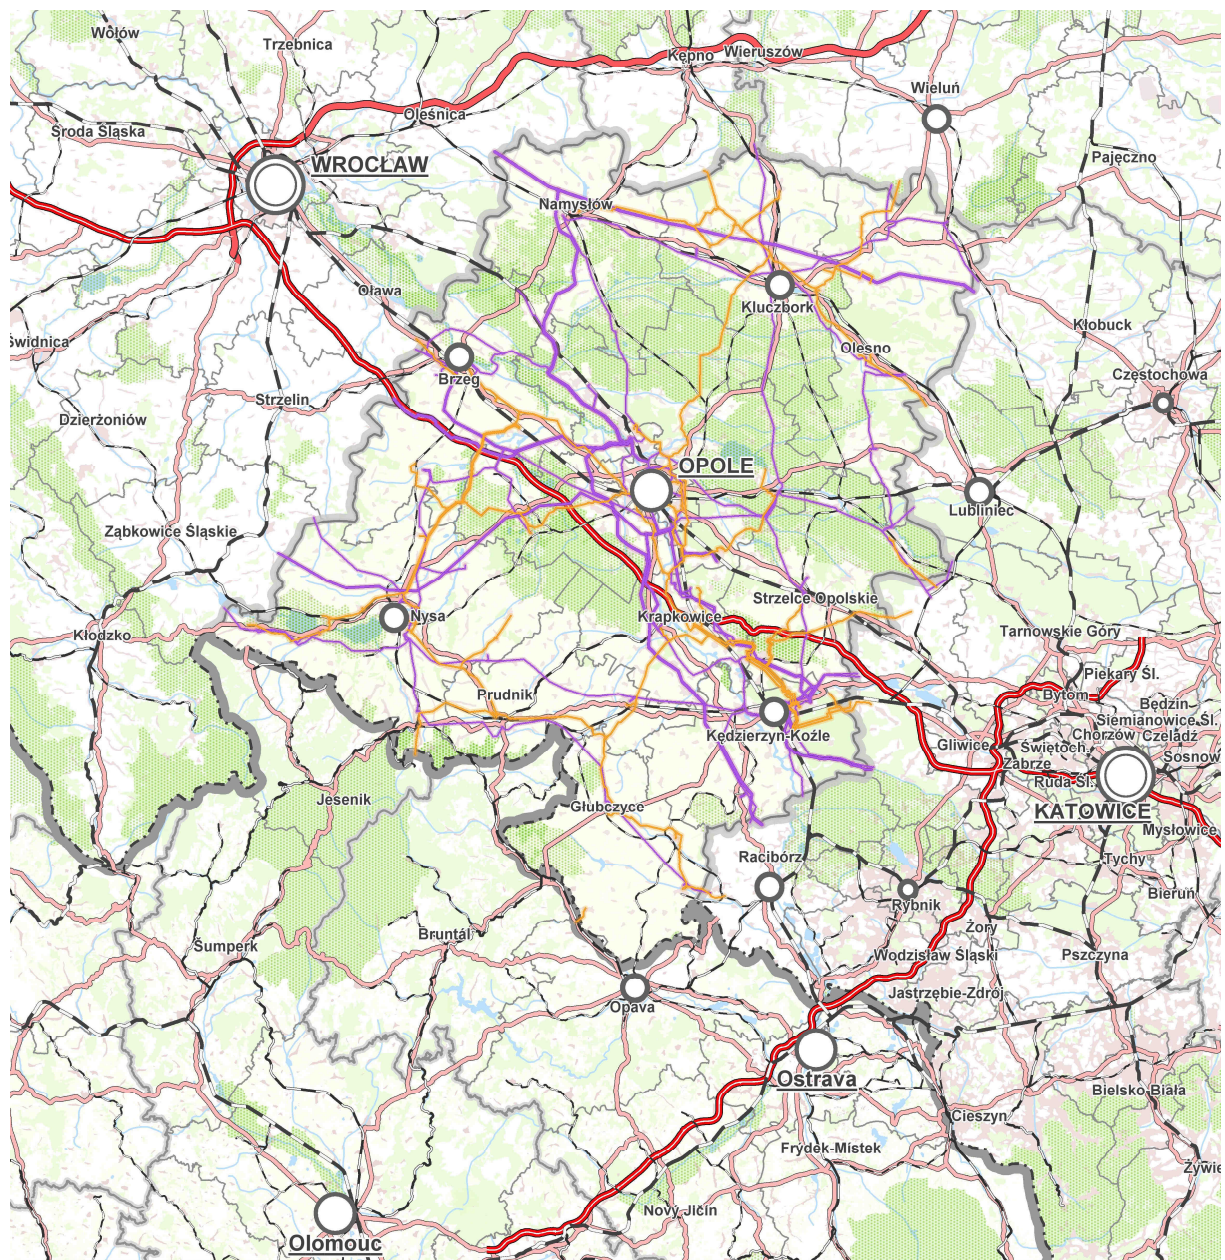 Wołów
Trzebnica
Kępno
Wieruszów
Wieluń
Oleśnica
Środa Śląska
WROCŁAW
Pajęczno
Namysłów
Oława
Kluczbork
Kłobuck
Świdnica
Olesno
Brzeg
Częstochowa
Strzelin
Dzierżoniów
OPOLE
Lubliniec
Ząbkowice Śląskie
Strzelce Opolskie
Nysa
Krapkowice
Kłodzko
Tarnowskie Góry
Piekary Śl.
Prudnik
Bytom
Będzin
Siemianowice Śl.
Kędzierzyn-Koźle
Chorzów
Czeladź
Gliwice
Świętoch.
Sosnow
Zabrze
Ruda Śl.
Jesenik
Głubczyce
KATOWICE
Mysłowice
Racibórz
Tychy
Bieruń
Rybnik
Żory
Bruntál
Šumperk
Wodzisław Śląski
Pszczyna
Jastrzębie-Zdrój
Opava
Ostrava
Bielsko-Biała
Cieszyn
Frýdek-Místek
Żywie
Nový Jičín
Olomouc